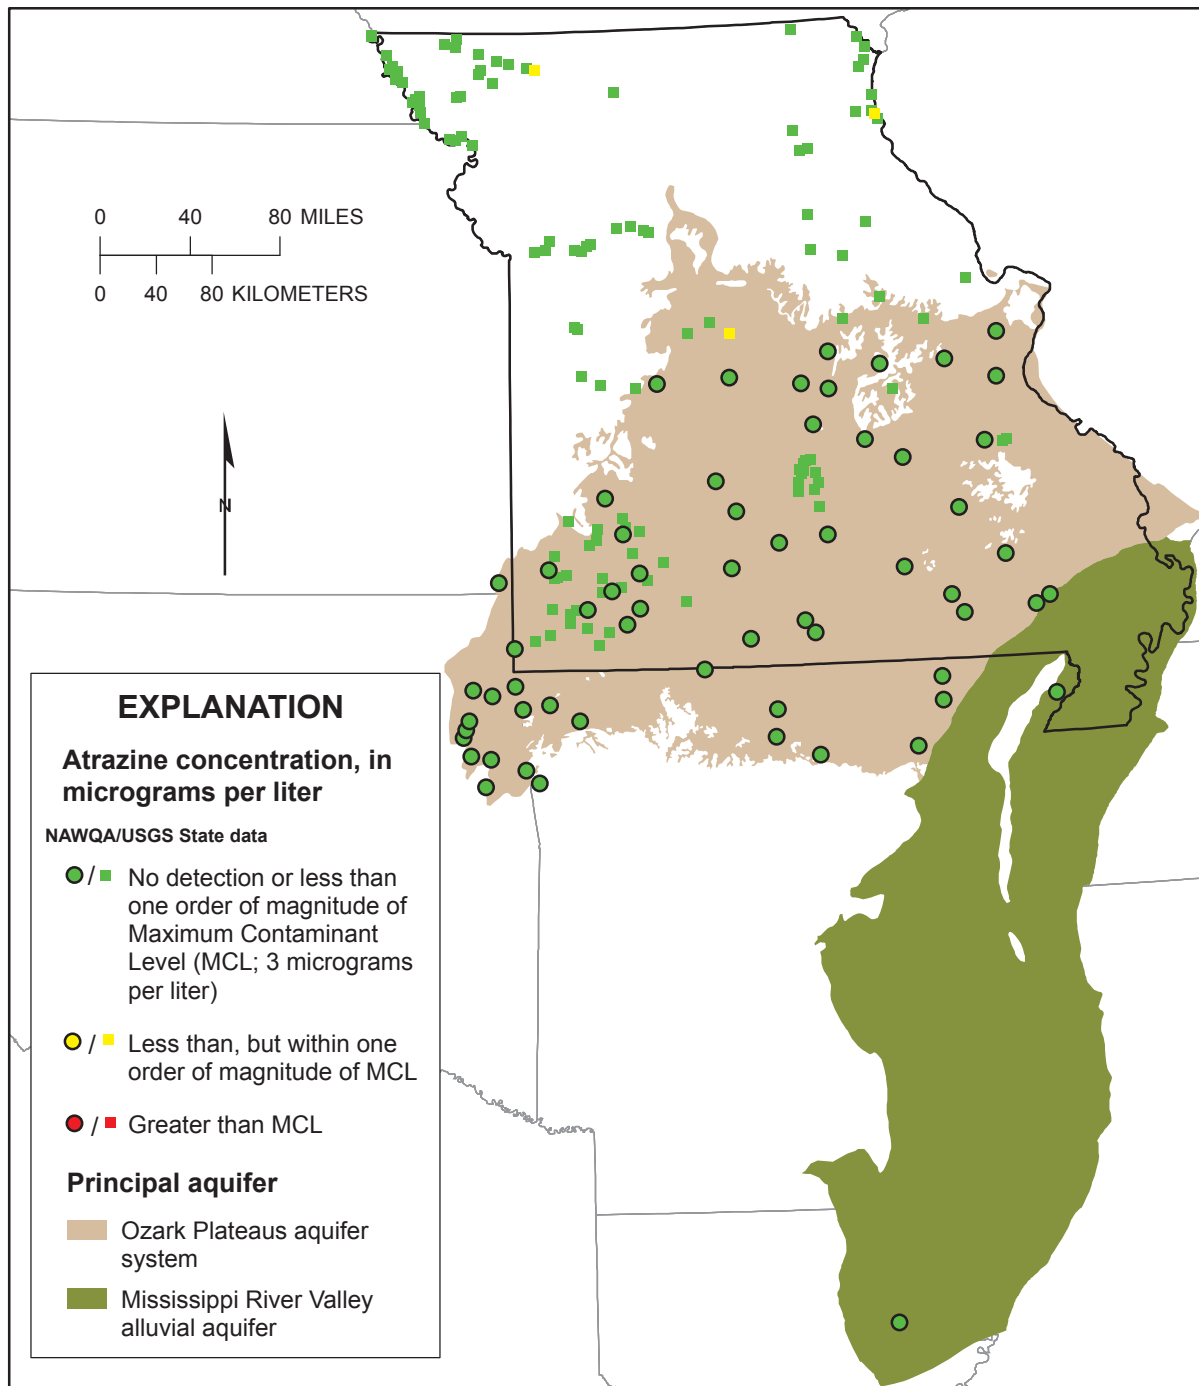 0 40 80 MILES
0 40 80 KILOMETERS
N
EXPLANATION
Atrazine concentration, in
micrograms per liter
NAWQA/USGS State data
/ No detection or less than
one order of magnitude of
Maximum Contaminant
Level (MCL; 3 micrograms
per liter)
/ Less than, but within one
order of magnitude of MCL
/ Greater than MCL
Principal aquifer
Ozark Plateaus aquifer
system
Mississippi River Valley
alluvial aquifer